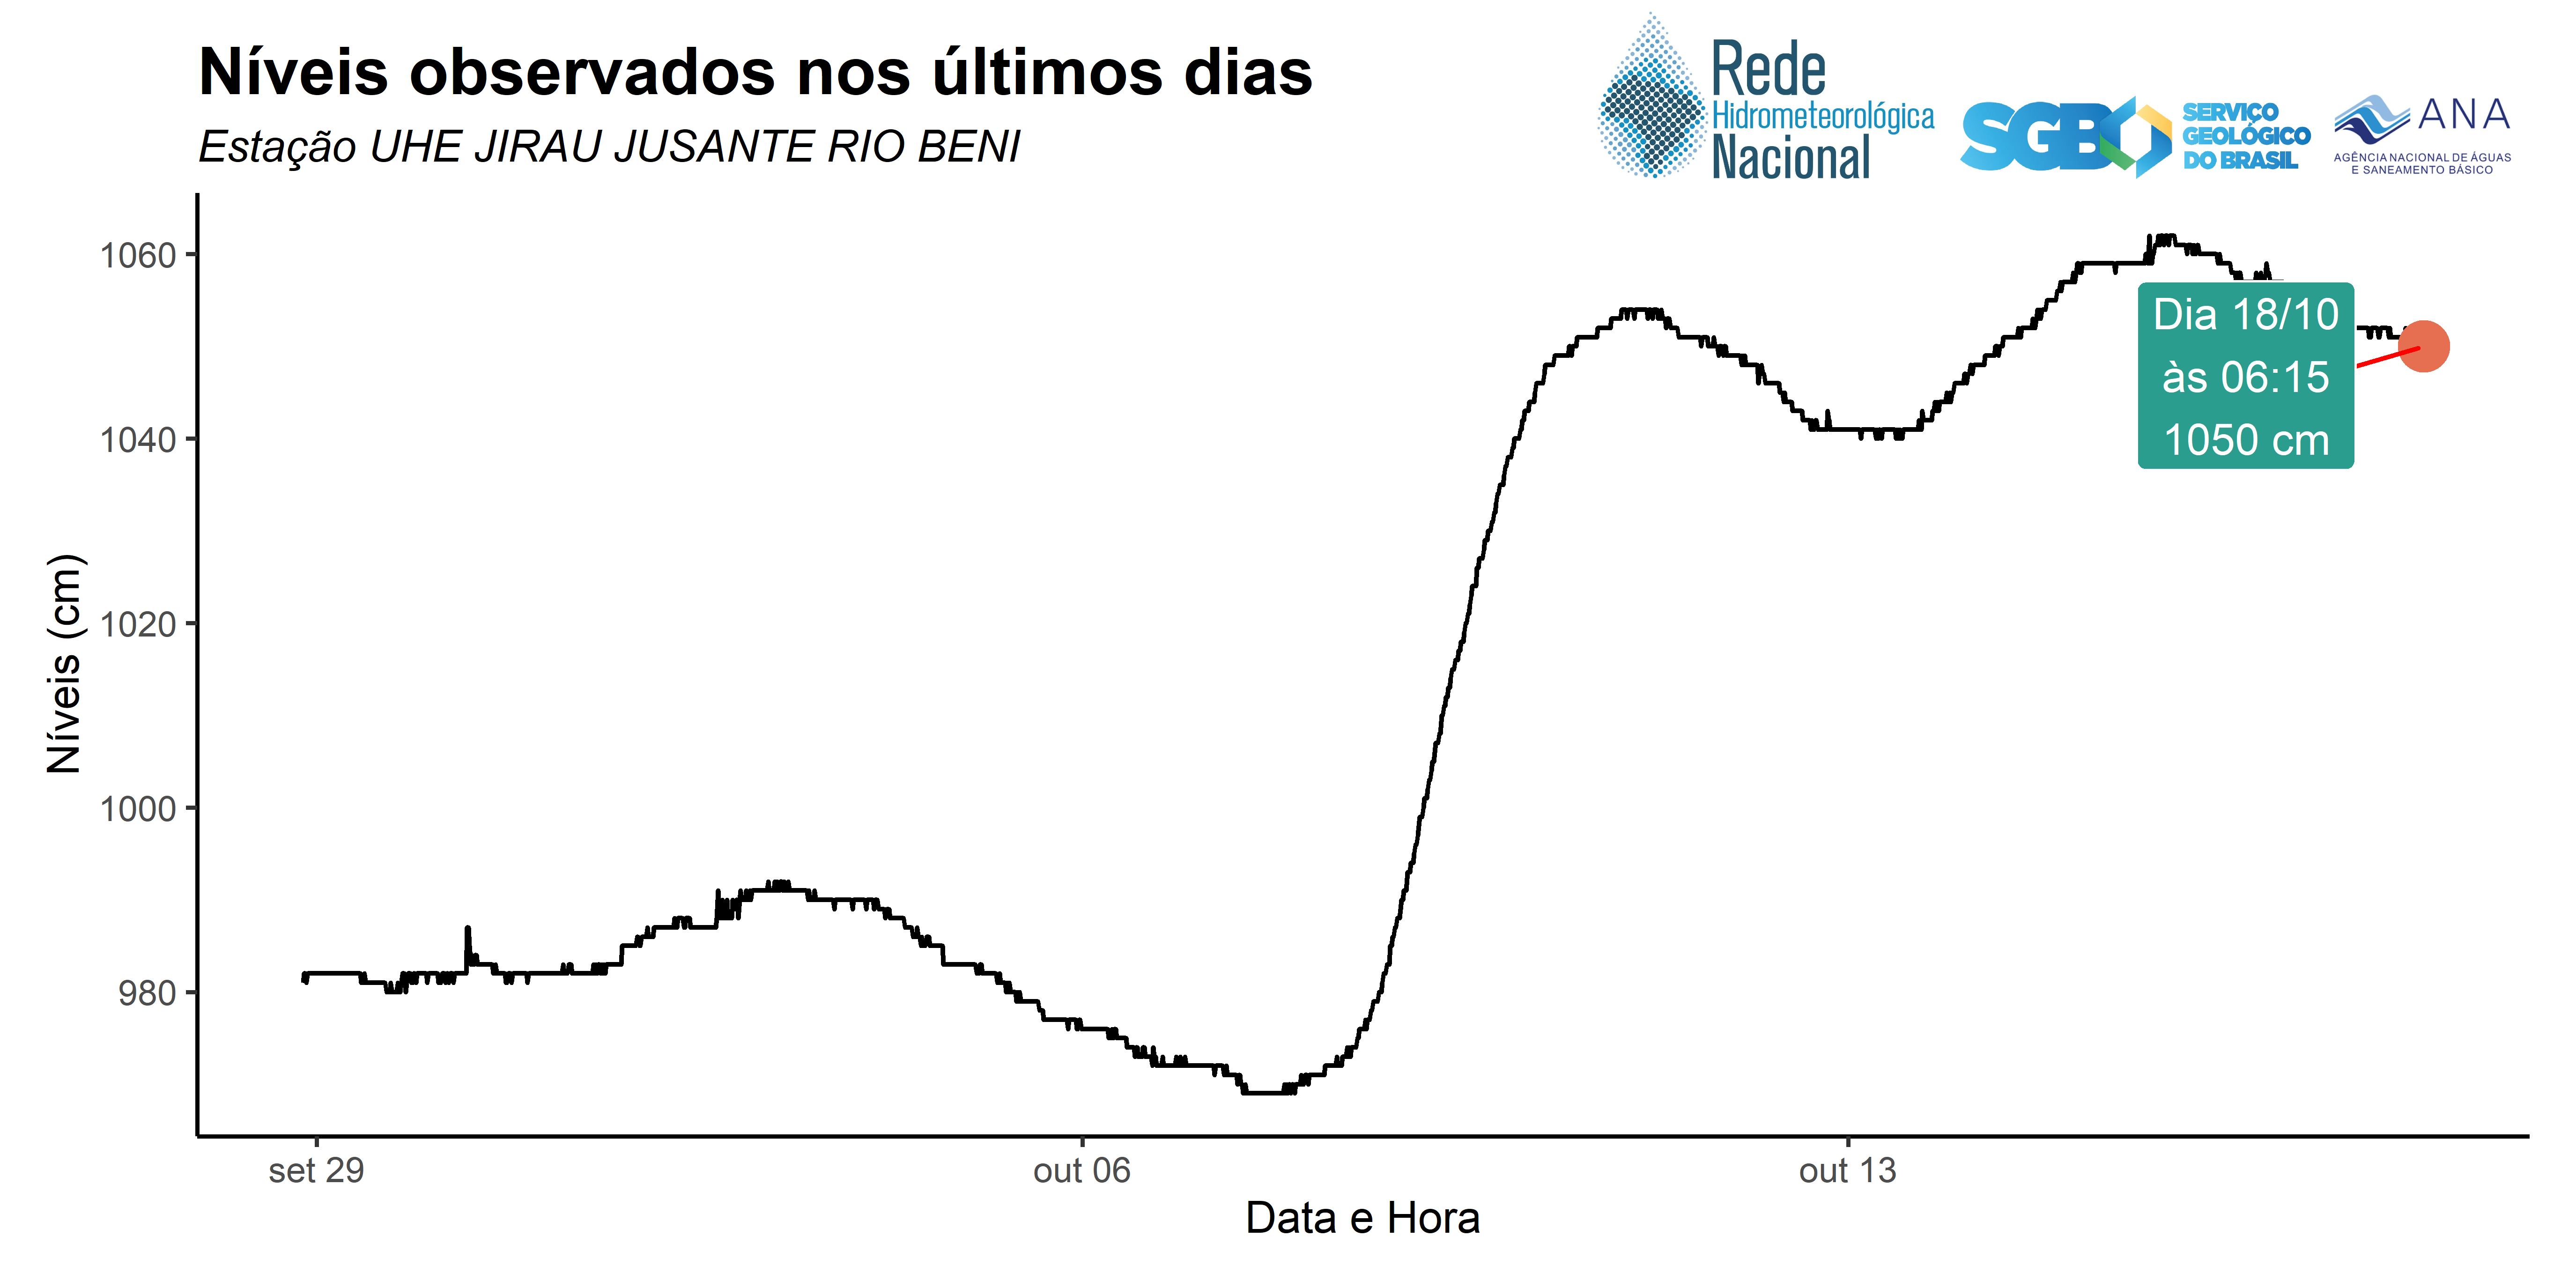 Níveis observados nos últimos dias
Estação UHE JIRAU JUSANTE RIO BENI
Rede
Hidrometeorológica
Nacional
SGB
SERVIÇO
GEOLÓGICO
DO BRASIL
ANA
AGÊNCIA NACIONAL DE ÁGUAS
E SANEAMENTO BÁSICO
Níveis (cm)
1060
1040
1020
1000
980
Dia 18/10
às 06:15
1050 cm
set 29
out 06
out 13
Data e Hora